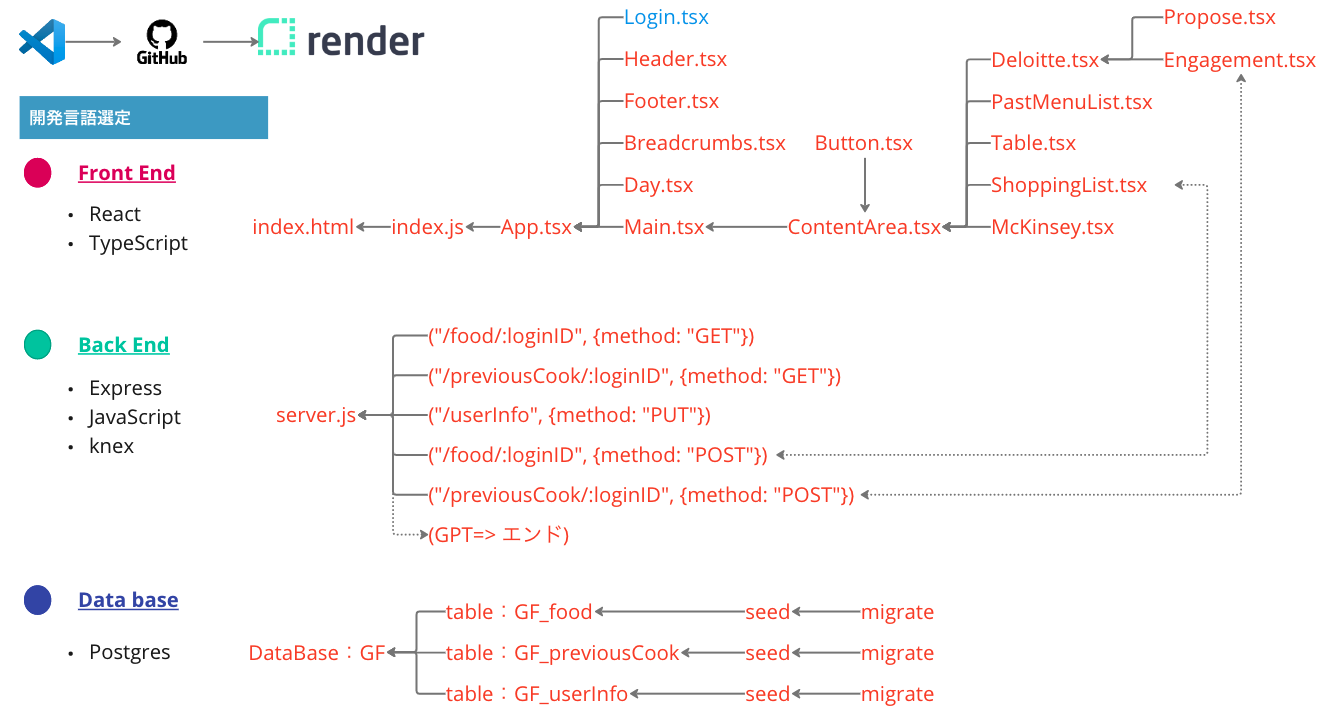 GitHub
render
開発言語選定
Front End
• React
• TypeScript
Login.tsx
Header.tsx
Footer.tsx
Breadcrumbs.tsx
Day.tsx
index.html
index.js
App.tsx
Main.tsx
Button.tsx
ContentArea.tsx
Deloitte.tsx
PastMenuList.tsx
Table.tsx
ShoppingList.tsx
McKinsey.tsx
Propose.tsx
Engagement.tsx
Back End
• Express
• JavaScript
• knex
server.js
("/food/:loginID", {method: "GET"})
("/previousCook/:loginID", {method: "GET"})
("/userInfo", {method: "PUT"})
("/food/:loginID", {method: "POST"})
("/previousCook/:loginID", {method: "POST"})
(GPT=> エンド)
Data base
• Postgres
DataBase：GF
table：GF_food seed migrate
table：GF_previousCook seed migrate
table：GF_userInfo seed migrate